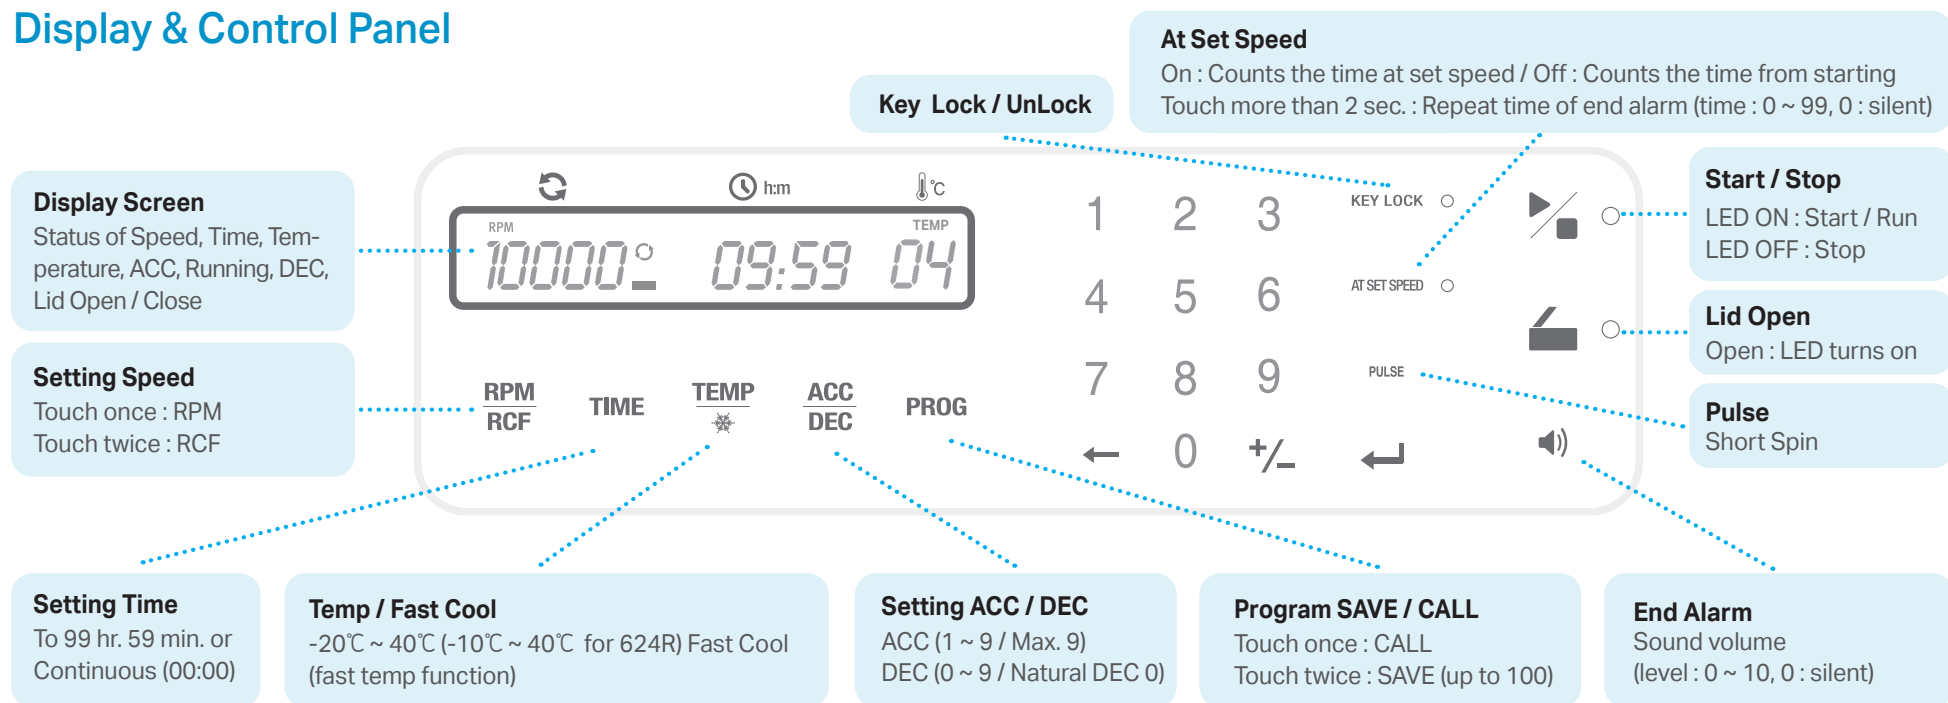 Display & Control Panel
At Set Speed
On : Counts the time at set speed / Off : Counts the time from starting
Touch more than 2 sec. : Repeat time of end alarm (time : 0 ~ 99, 0 : silent)
Key Lock / UnLock
Display Screen
Status of Speed, Time, Tem-
perature, ACC, Running, DEC,
Lid Open / Close
h:m
℃
RPM
TEMP
10000
09:59
04
1 2 3
KEY LOCK
4 5 6
AT SET SPEED
7 8 9
PULSE
← 0 +/-
Start / Stop
LED ON : Start / Run
LED OFF : Stop
Lid Open
Open : LED turns on
Pulse
Short Spin
Setting Speed
Touch once : RPM
Touch twice : RCF
RPM
RCF
TIME
TEMP
ACC
DEC
PROG
Setting Time
To 99 hr. 59 min. or
Continuous (00:00)
Temp / Fast Cool
-20℃ ~ 40℃ (-10℃ ~ 40℃ for 624R) Fast Cool
(fast temp function)
Setting ACC / DEC
ACC (1 ~ 9 / Max. 9)
DEC (0 ~ 9 / Natural DEC 0)
Program SAVE / CALL
Touch once : CALL
Touch twice : SAVE (up to 100)
End Alarm
Sound volume
(level : 0 ~ 10, 0 : silent)